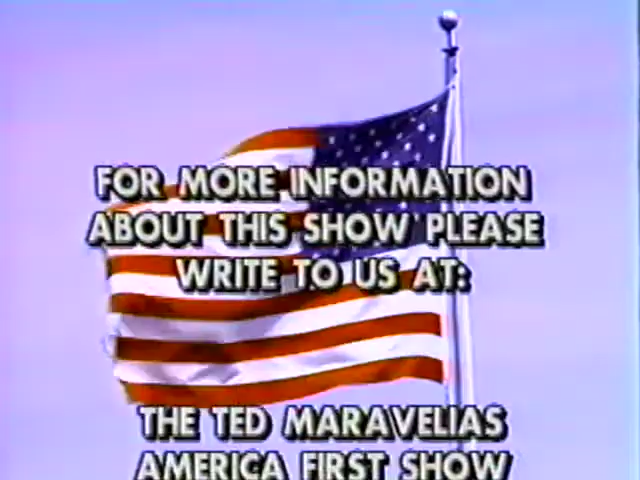 FOR MORE INFORMATION
ABOUT THIS SHOW PLEASE
WRITE TO US AT:
THE TED MARAVELIAS
AMERICA FIRST SHOW